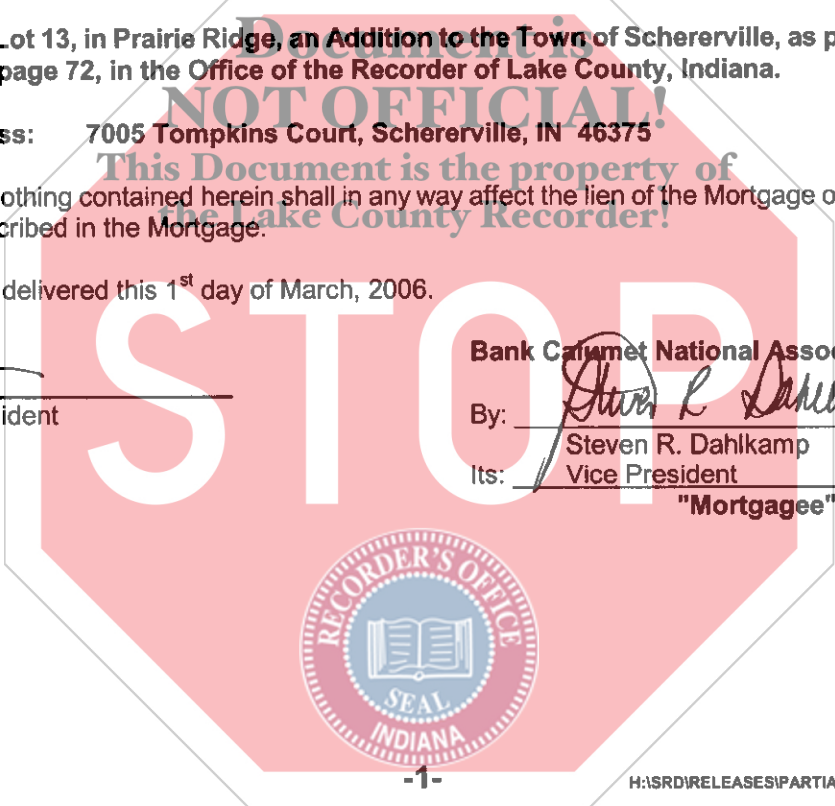 Lot 13, in Prairie Ridge, an Addition to the Town of Schererville, as p
page 72, in the Office of the Recorder of Lake County, Indiana.
ss: 7005 Tompkins Court, Schererville, IN 46375
othing contained herein shall in any way affect the lien of the Mortgage o
cribed in the Mortgage.
delivered this 1st day of March, 2006.
Bank Calumet National Assoc
ident
By: Steven R Dahlk
Steven R. Dahlkamp
Its: Vice President
"Mortgagee"
Document is
NOT OFFICIAL!
This Document is the property of
the Lake County Recorder!
STOP
RECORDER'S OFFICE
SEAL
INDIANA
-1-
H:\SRD\RELEASES\PARTIA